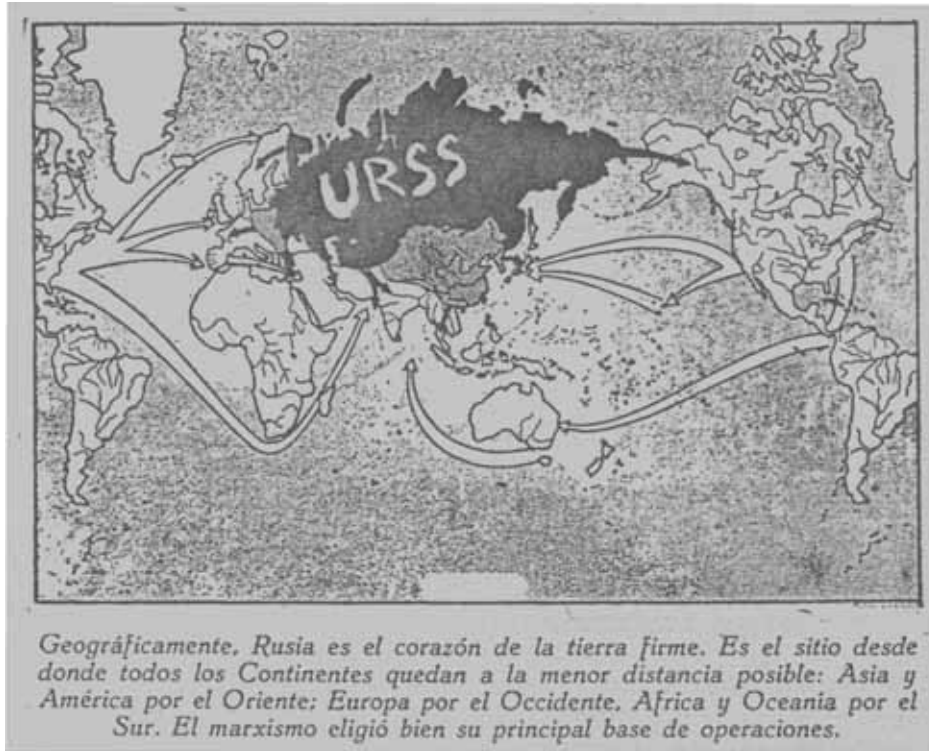 URSS
Geográficamente, Rusia es el corazón de la tierra firme. Es el sitio desde
donde todos los Continentes quedan a la menor distancia posible: Asia y
América por el Oriente; Europa por el Occidente, Africa y Oceanía por el
Sur. El marxismo eligió bien su principal base de operaciones.